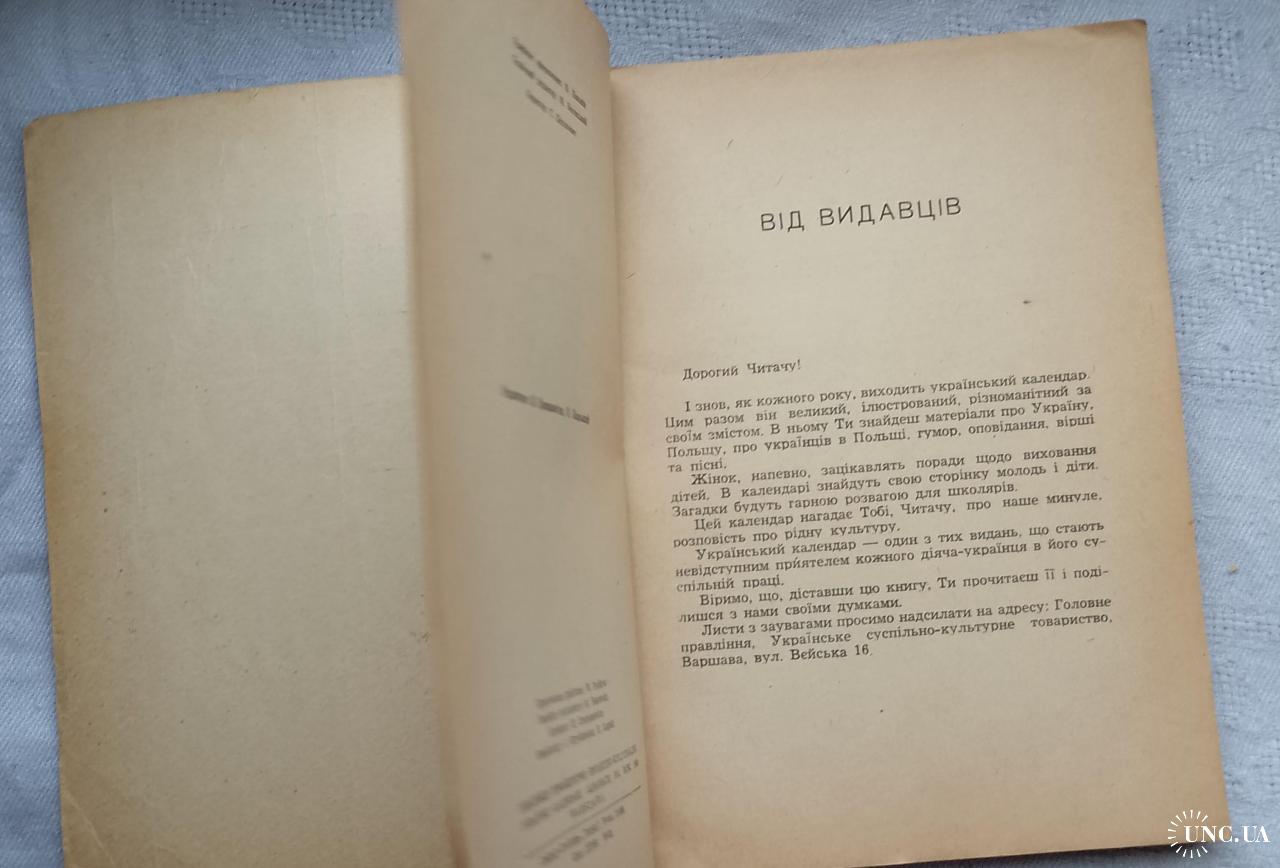 ВІД ВИДАВЦІВ
Дорогий Читачу!
І знов, як кожного року, виходить український календар.
Цим разом він великий, ілюстрований, різноманітний за
своїм змістом. В ньому Ти знайдеш матеріали про Україну,
Польщу, про українців в Польщі, гумор, оповідання, вірші
та пісні.
Жінок, напевно, зацікавлять поради щодо виховання
дітей. В календарі знайдуть свою сторінку молодь і діти.
Загадки будуть гарною розвагою для школярів.
Цей календар нагадає Тобі, Читачу, про наше минуле,
розповість про рідну культуру.
Український календар — один з тих видань, що стають
невідступним приятелем кожного діяча-українця в його су-
спільній праці.
Віримо, що, діставши цю книгу, Ти прочитаєш її і поді-
лишся з нами своїми думками.
Листи з заувагами просимо надсилати на адресу: Головне
правління, Українське суспільно-культурне товариство,
Варшава, вул. Вєйська 16.
UNC.UA